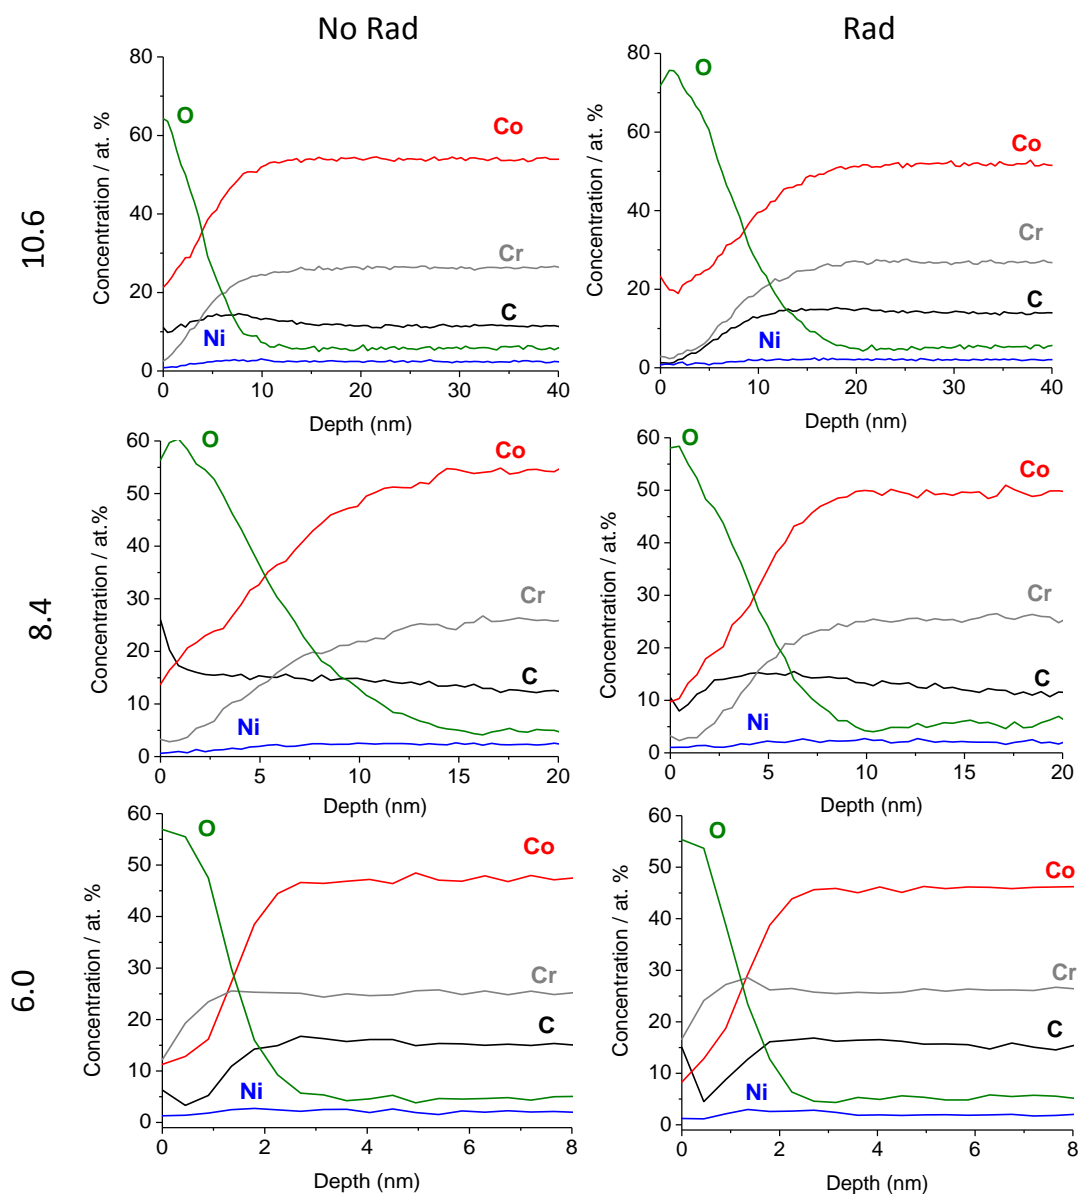 No Rad
Rad
10.6
Concentration / at. %
80
60
40
20
0
O
Co
Cr
C
Ni
0 10 20 30 40
Depth (nm)
Concentration / at. %
80
60
40
20
0
O
Co
Cr
C
Ni
0 10 20 30 40
Depth (nm)
8.4
Concentration / at.%
60
50
40
30
20
10
0
O
Co
Cr
C
Ni
0 5 10 15 20
Depth (nm)
Concentration / at.%
60
50
40
30
20
10
0
O
Co
Cr
C
Ni
0 5 10 15 20
Depth (nm)
6.0
Concentration / at. %
60
50
40
30
20
10
0
O
Co
Cr
C
Ni
0 2 4 6 8
Depth (nm)
Concentration / at. %
60
50
40
30
20
10
0
O
Co
Cr
C
Ni
0 2 4 6 8
Depth (nm)